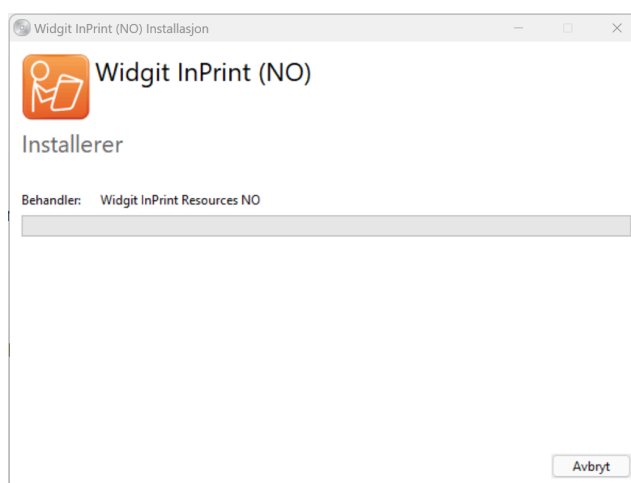 Widgit InPrint (NO) Installasjon
Widgit InPrint (NO)
Installerer
Behandler: Widgit InPrint Resources NO
Avbryt